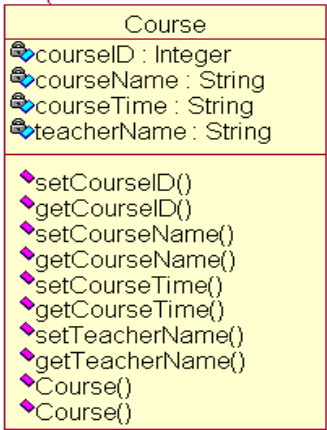 Course
courseID : Integer
courseName : String
courseTime : String
teacherName : String
setCourseID()
getCourseID()
setCourseName()
getCourseName()
setCourseTime()
getCourseTime()
setTeacherName()
getTeacherName()
Course()
Course()